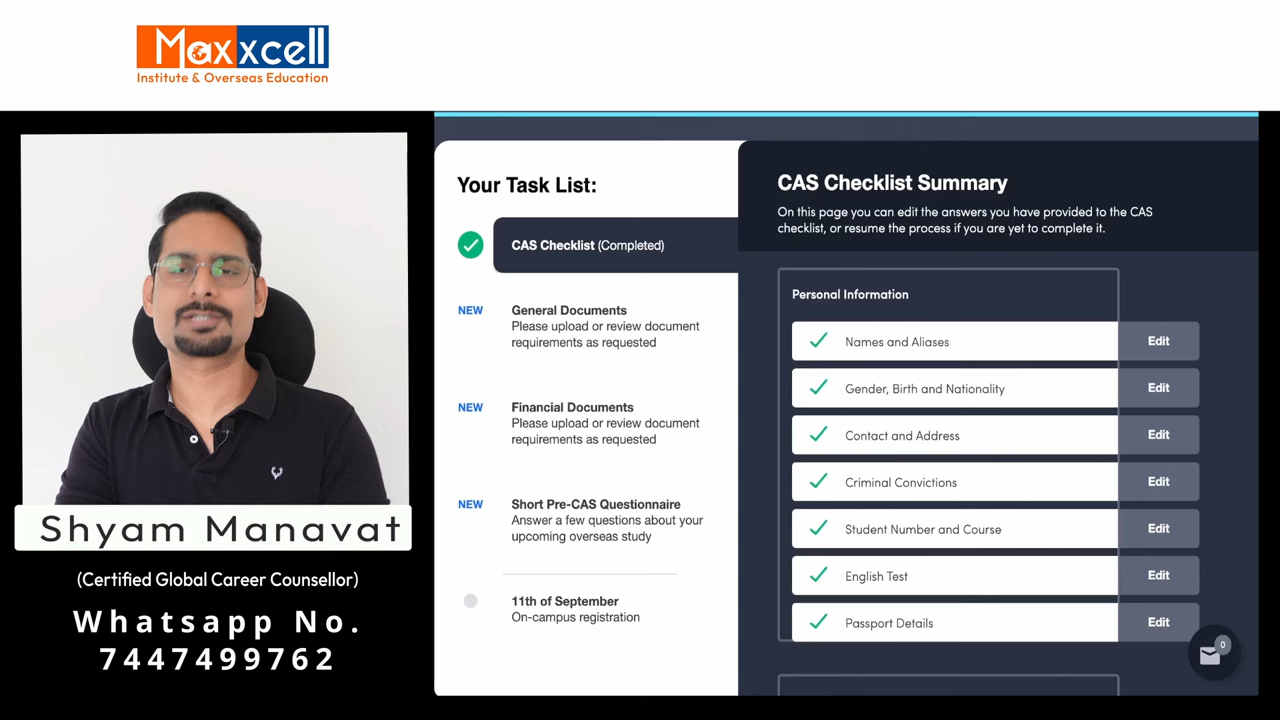 Maxxcell
Institute & Overseas Education
Shyam Manavat
(Certified Global Career Counsellor)
Whatsapp No.
7447499762
Your Task List:
CAS Checklist (Completed)
NEW
General Documents
Please upload or review document
requirements as requested
NEW
Financial Documents
Please upload or review document
requirements as requested
NEW
Short Pre-CAS Questionnaire
Answer a few questions about your
upcoming overseas study
11th of September
On-campus registration
CAS Checklist Summary
On this page you can edit the answers you have provided to the CAS
checklist, or resume the process if you are yet to complete it.
Personal Information
Names and Aliases Edit
Gender, Birth and Nationality Edit
Contact and Address Edit
Criminal Convictions Edit
Student Number and Course Edit
English Test Edit
Passport Details Edit
0